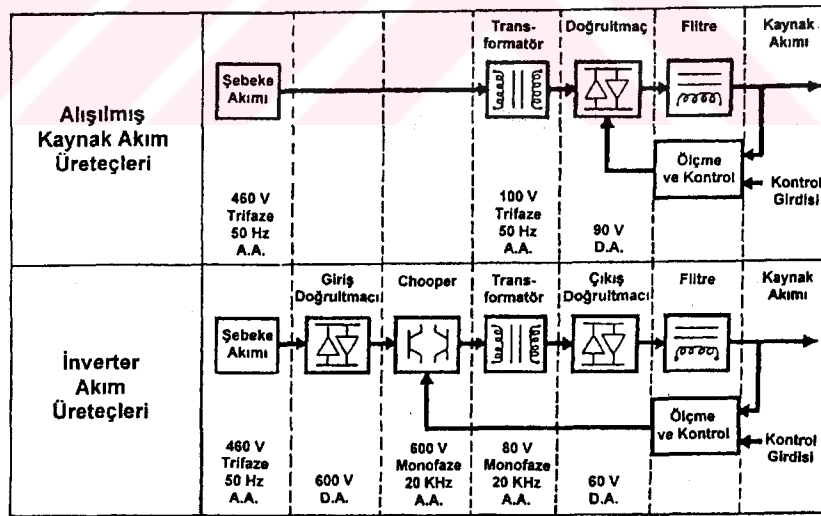 Alışılmış
Kaynak Akım
Üreteçleri
Şebeke
Akımı
460 V
Trifaze
50 Hz
A.A.
Trans-
formatör
100 V
Trifaze
50 Hz
A.A.
Doğrultmaç
90 V
D.A.
Flitre
Kaynak
Akımı
Ölçme
ve Kontrol
Kontrol
Girdisi
İnverter
Akım
Üreteçleri
Şebeke
Akımı
460 V
Trifaze
50 Hz
A.A.
Giriş
Doğrultmacı
600 V
D.A.
Chooper
600 V
Monofaze
20 KHz
A.A.
Trans-
formatör
80 V
Monofaze
20 KHz
A.A.
Çıkış
Doğrultmacı
60 V
D.A.
Flitre
Kaynak
Akımı
Ölçme
ve Kontrol
Kontrol
Girdisi